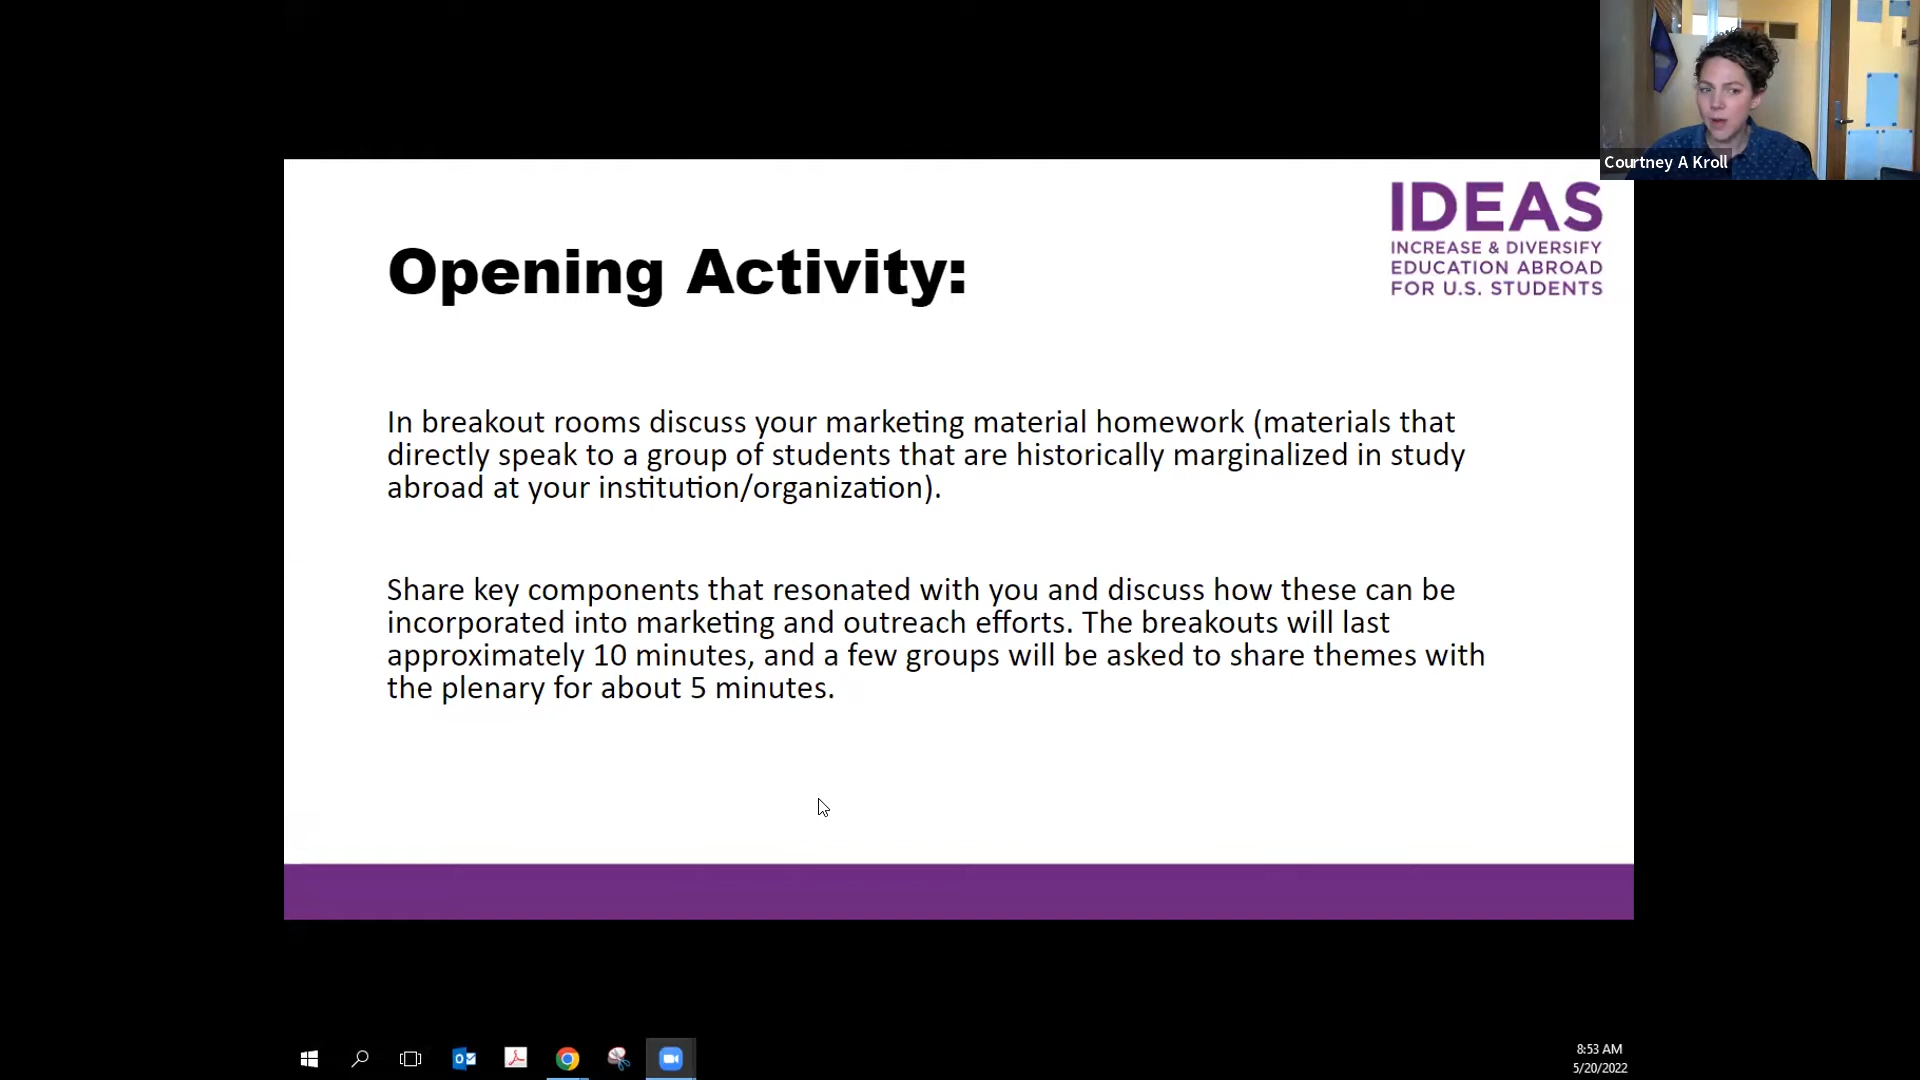 Courtney A Kroll
IDEAS
INCREASE & DIVERSIFY
EDUCATION ABROAD
FOR U.S. STUDENTS
Opening Activity:
In breakout rooms discuss your marketing material homework (materials that
directly speak to a group of students that are historically marginalized in study
abroad at your institution/organization).
Share key components that resonated with you and discuss how these can be
incorporated into marketing and outreach efforts. The breakouts will last
approximately 10 minutes, and a few groups will be asked to share themes with
the plenary for about 5 minutes.
8:53 AM
5/20/2022